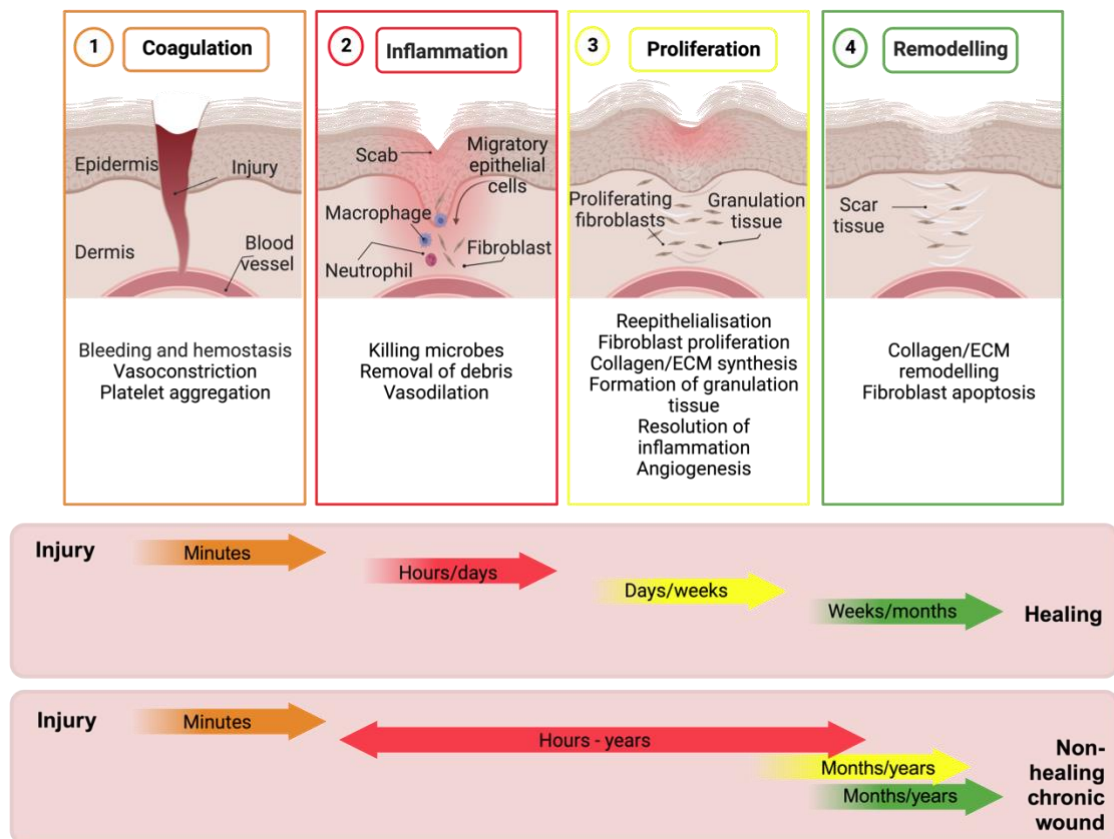 1 Coagulation
Epidermis
Injury
Dermis
Blood
vessel
Bleeding and hemostasis
Vasoconstriction
Platelet aggregation
2 Inflammation
Scab
Migratory
epithelial
cells
Macrophage
Neutrophil
Fibroblast
Killing microbes
Removal of debris
Vasodilation
3 Proliferation
Proliferating
fibroblasts
Granulation
tissue
Reepithelialisation
Fibroblast proliferation
Collagen/ECM synthesis
Formation of granulation
tissue
Resolution of
inflammation
Angiogenesis
4 Remodelling
Scar
tissue
Collagen/ECM
remodelling
Fibroblast apoptosis
Injury
Minutes
Hours/days
Days/weeks
Weeks/months
Healing
Injury
Minutes
Hours - years
Months/years
Months/years
Non-
healing
chronic
wound